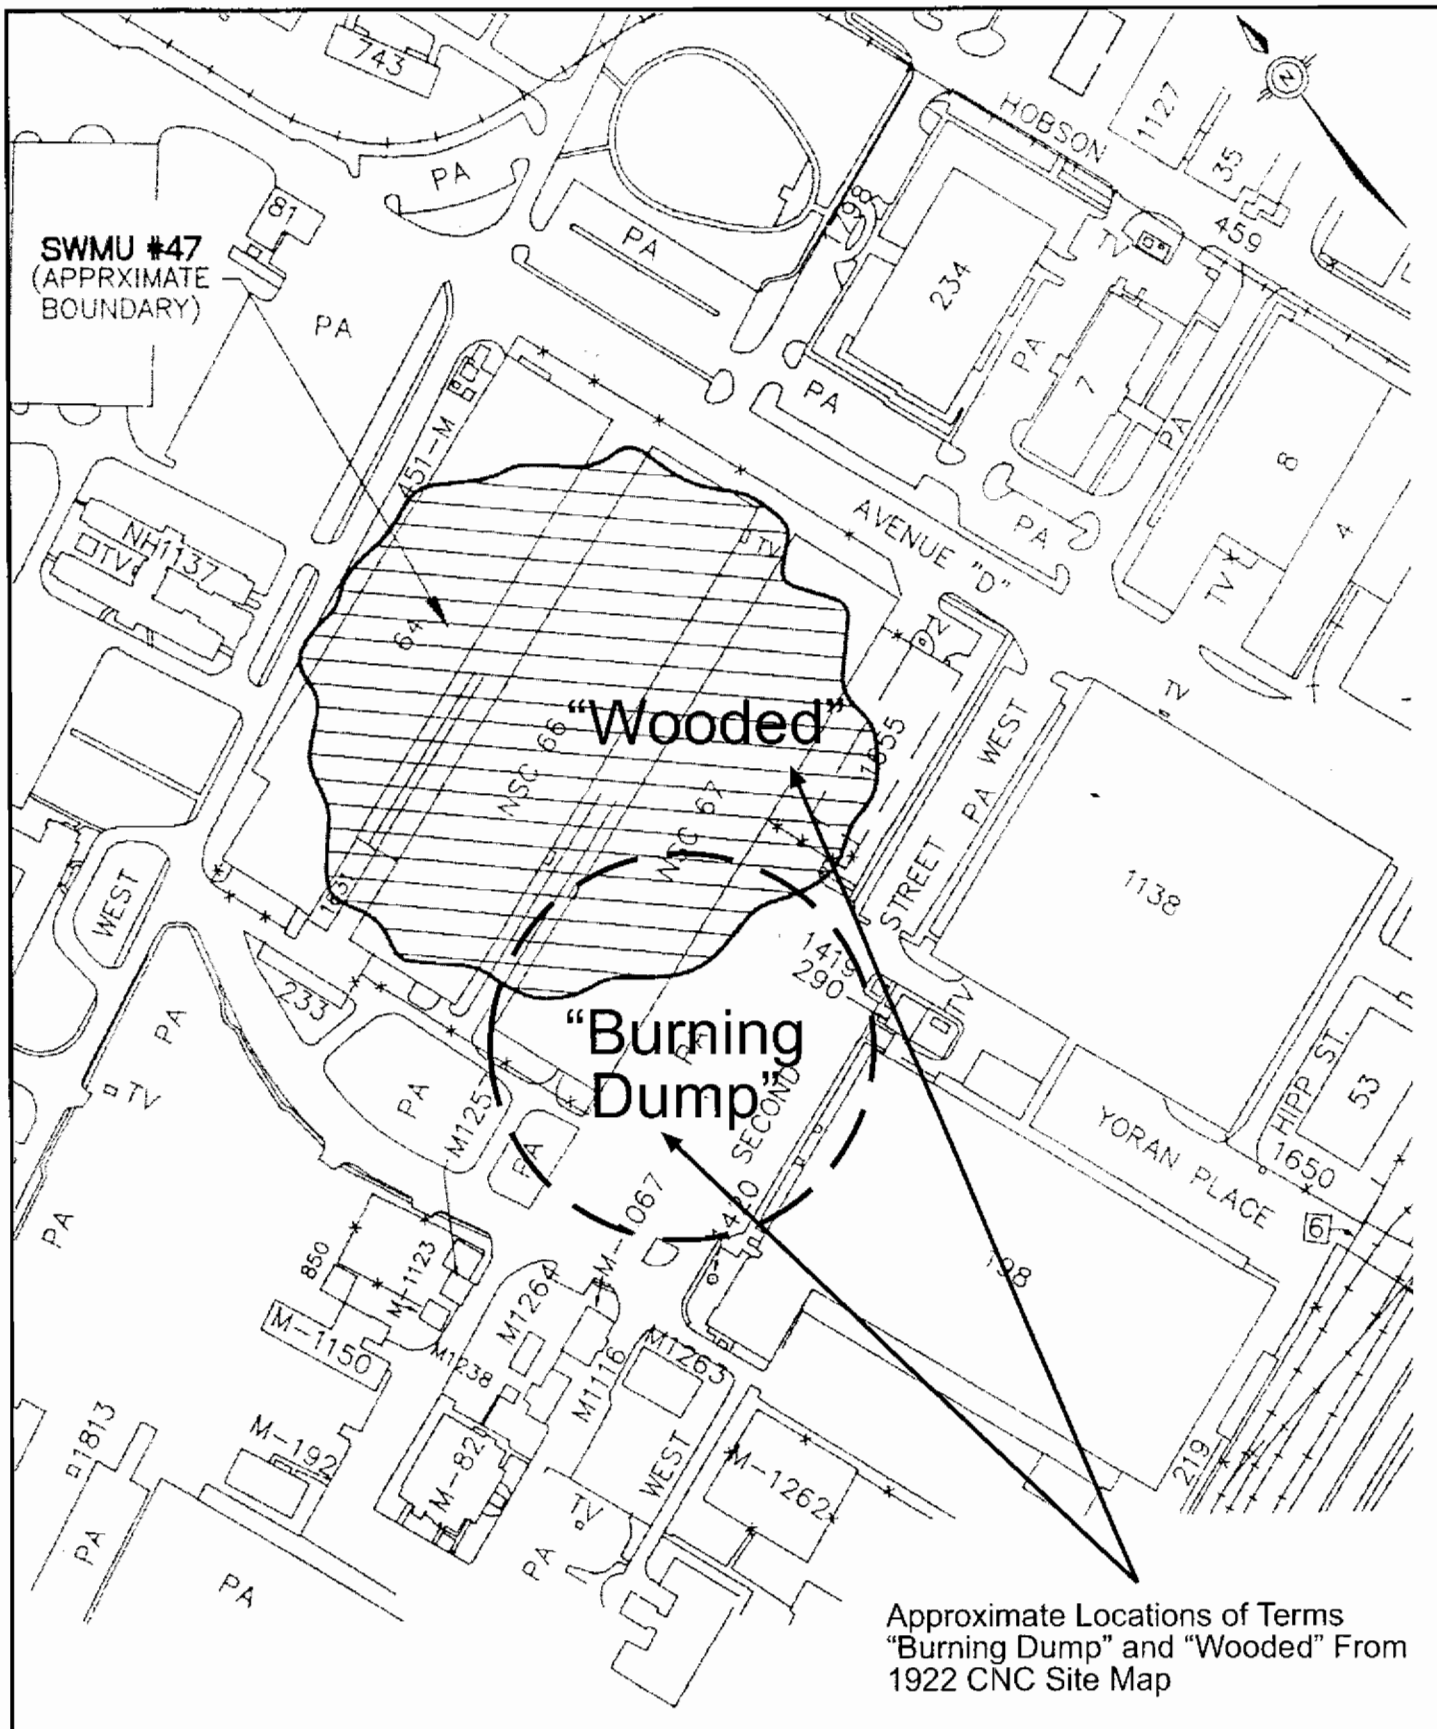 743
HOBSON
1127
35
PA
81
1298
459
SWMU #47
(APPRXIMATE
BOUNDARY)
PA
TV
234
PA
PA
7
PA
PA
8
451-M
AVENUE "D"
PA
4
TV
NH1137
TV
TV
TV
64
TV
“Wooded”
1655
NSC 66
67
STREET
PA WEST
1138
WEST
233
1419
290
TV
PA
“Burning
Dump”
PA
TV
M125
PA
SECOND
HIPP ST.
53
YORAN PLACE
1650
6
PA
850
M-1123
M-1150
M1264
198
M1238
M1116
M1263
1813
M-192
M-82
WEST
M-1262
219
TV
PA
PA
PA
Approximate Locations of Terms
“Burning Dump” and “Wooded” From
1922 CNC Site Map